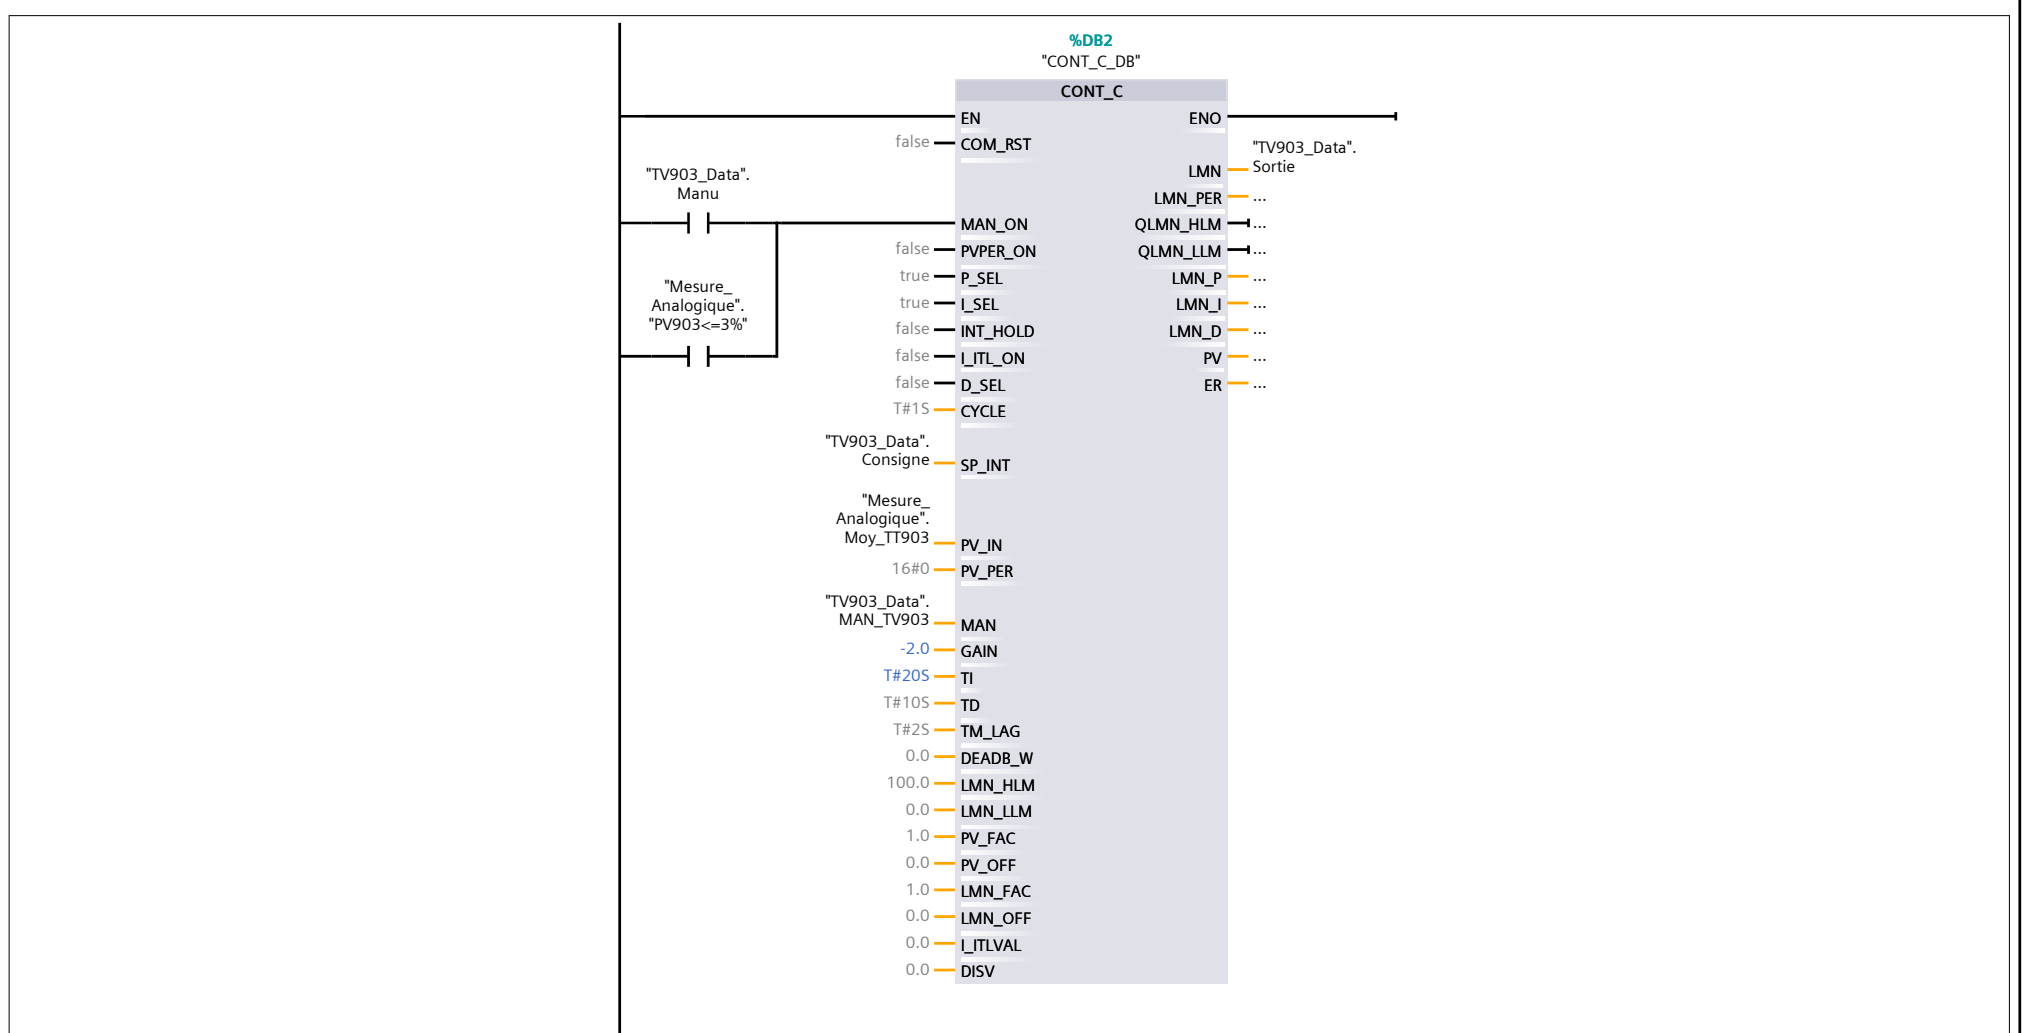 %DB2
"CONT_C_DB"
CONT_C
EN ENO
false COM_RST
"TV903_Data".
Sortie
LMN
LMN_PER ...
"TV903_Data".
Manu
MAN_ON QLMN_HLM ...
false PVPER_ON QLMN_LLM ...
true P_SEL LMN_P ...
"Mesure_
Analogique".
"PV903<=3%"
true I_SEL LMN_I ...
false INT_HOLD LMN_D ...
false I_ITL_ON PV ...
false D_SEL ER ...
T#1S CYCLE
"TV903_Data".
Consigne SP_INT
"Mesure_
Analogique".
Moy_TT903 PV_IN
16#0 PV_PER
"TV903_Data".
MAN_TV903 MAN
-2.0 GAIN
T#20S TI
T#10S TD
T#2S TM_LAG
0.0 DEADB_W
100.0 LMN_HLM
0.0 LMN_LLM
1.0 PV_FAC
0.0 PV_OFF
1.0 LMN_FAC
0.0 LMN_OFF
0.0 I_ITLVAL
0.0 DISV